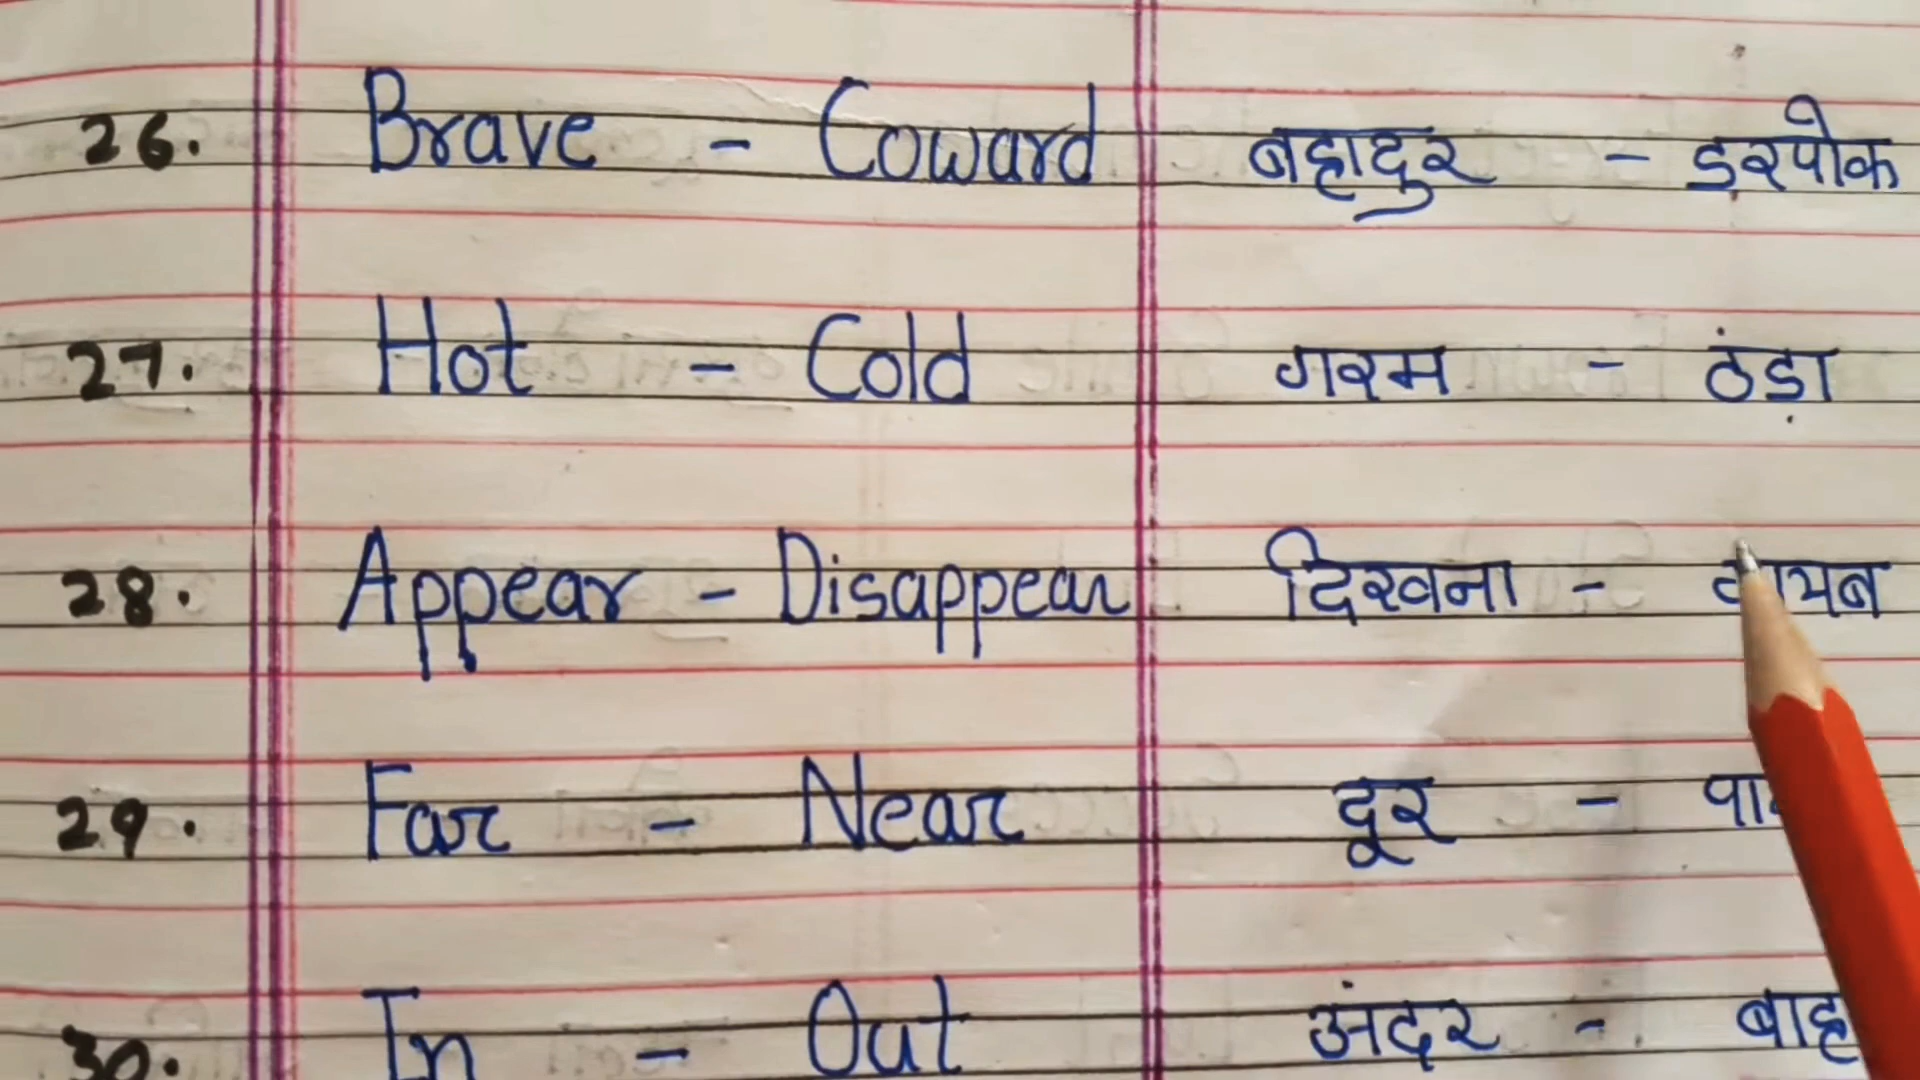 26. Brave - Coward बहादुर - डरपोक
27. Hot - Cold गरम - ठंडा
28. Appear - Disappear दिखना - गायब
29. Far - Near दूर -
30. In - Out अंदर -